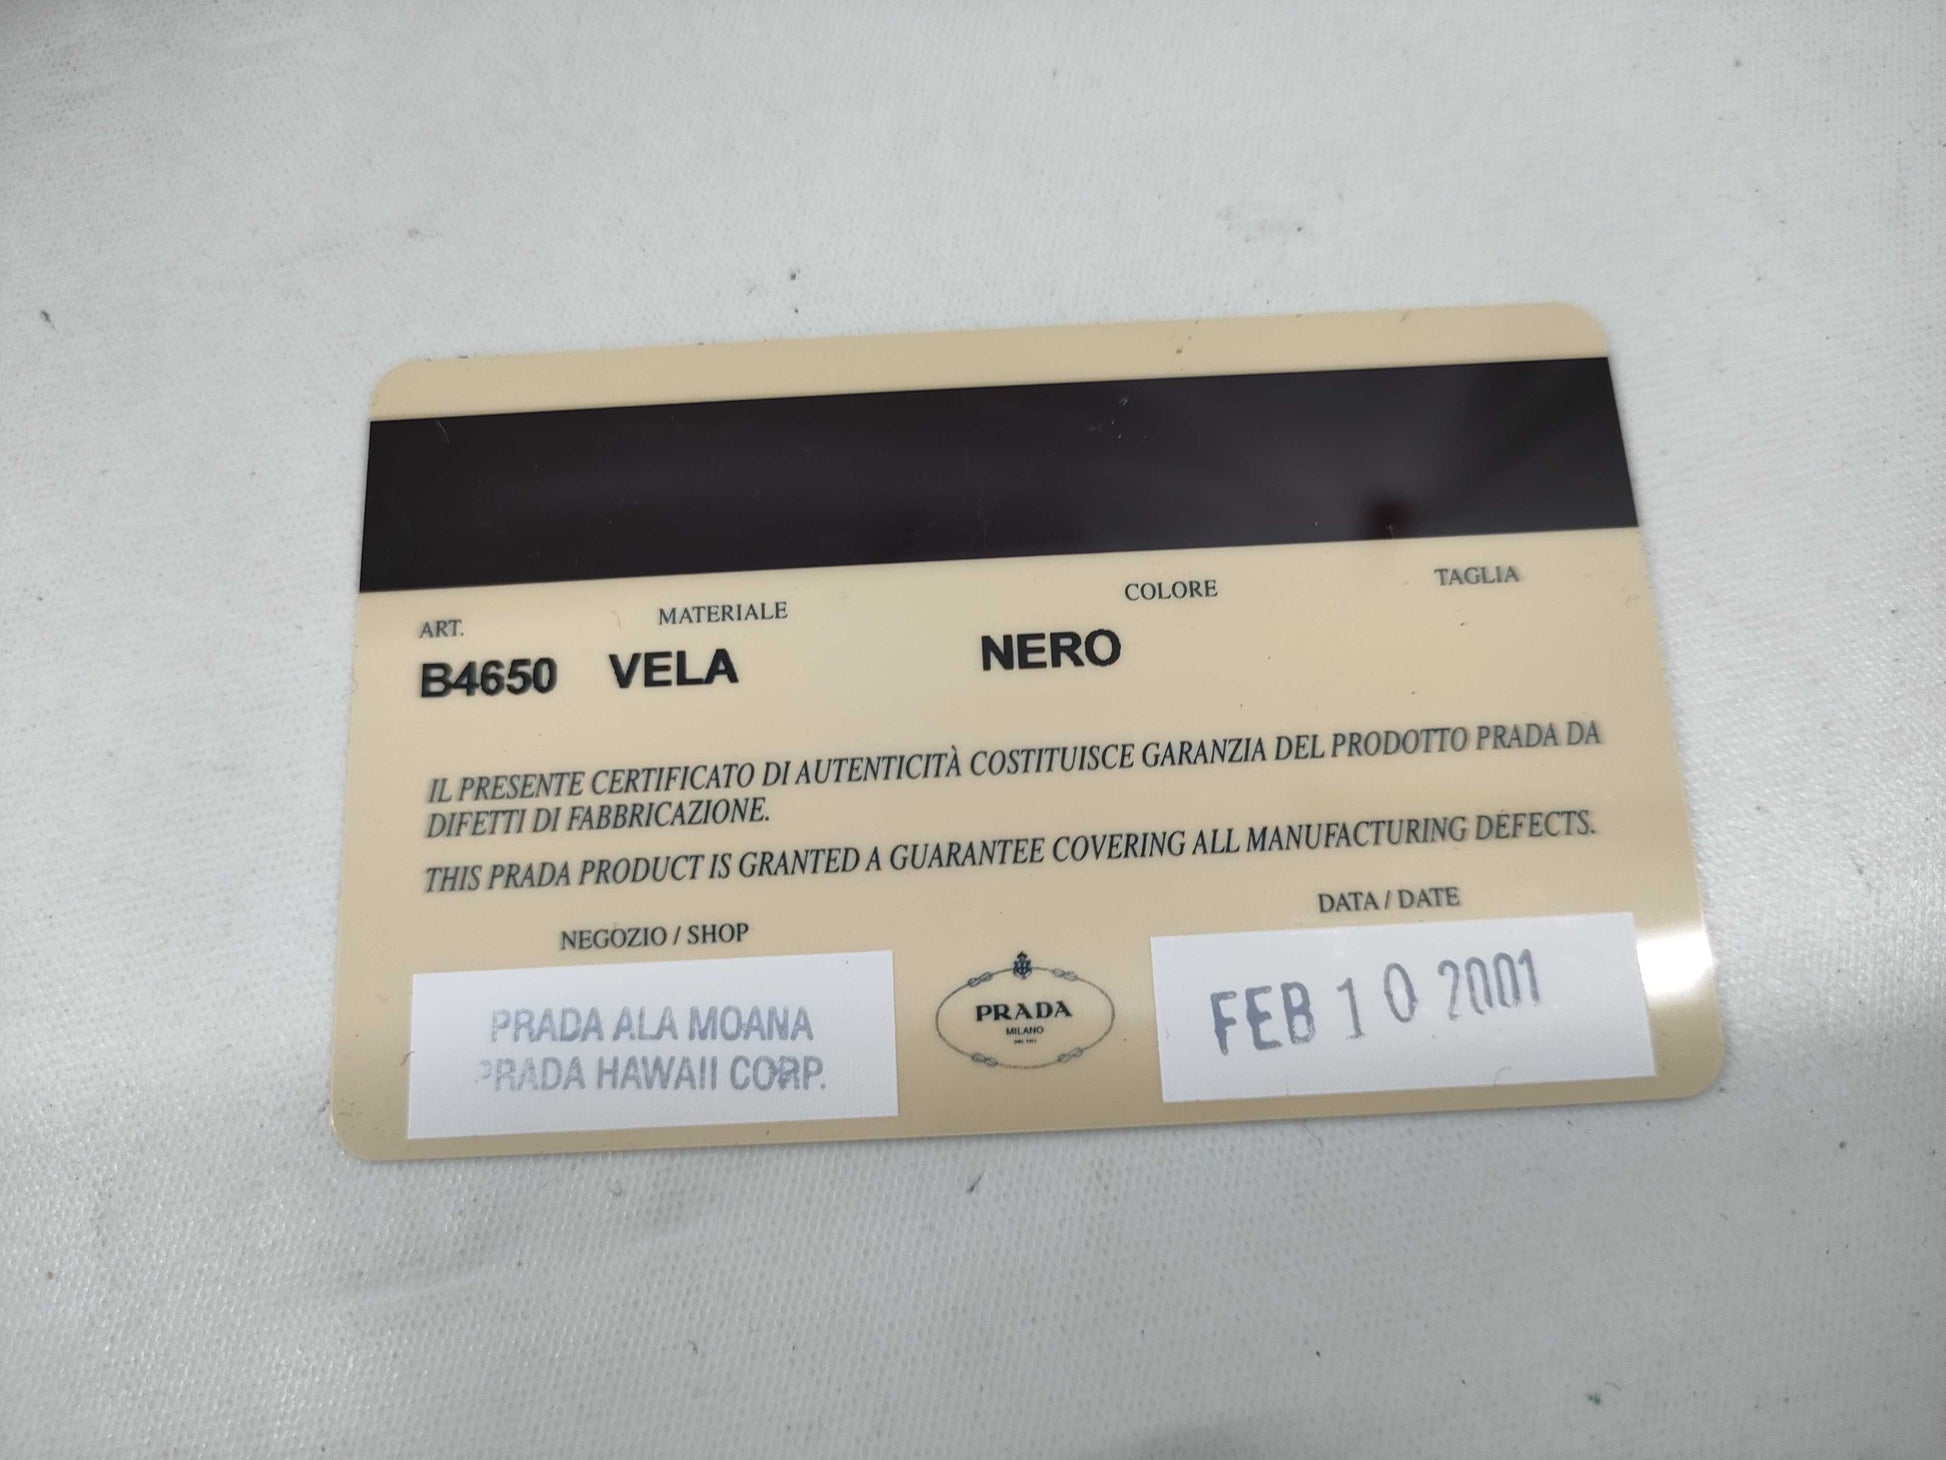 ART. MATERIALE COLORE TAGLIA
B4650 VELA NERO
IL PRESENTE CERTIFICATO DI AUTENTICITÀ COSTITUISCE GARANZIA DEL PRODOTTO PRADA DA
DIFETTI DI FABBRICAZIONE.
THIS PRADA PRODUCT IS GRANTED A GUARANTEE COVERING ALL MANUFACTURING DEFECTS.
NEGOZIO / SHOP
PRADA ALA MOANA
PRADA HAWAII CORP.
PRADA
MILANO
DATA / DATE
FEB 10 2001